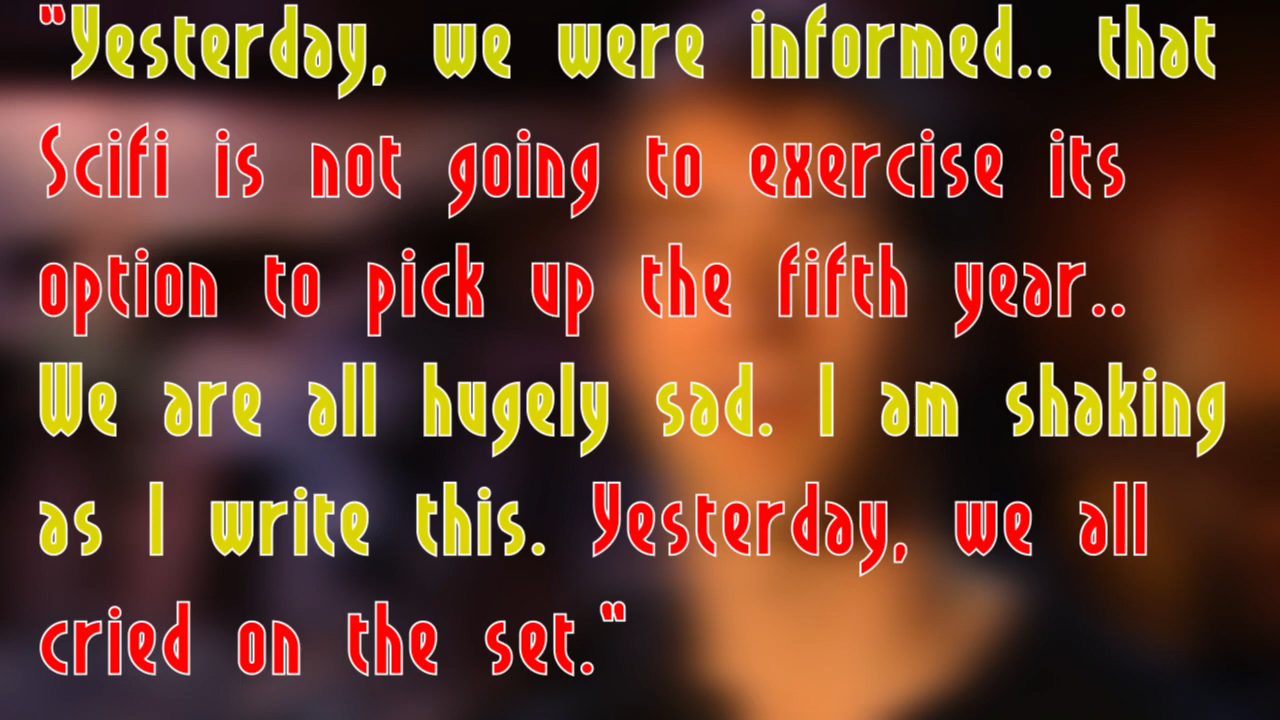 "Yesterday, we were informed.. that
Scifi is not going to exercise its
option to pick up the fifth year..
We are all hugely sad. I am shaking
as I write this. Yesterday, we all
cried on the set."